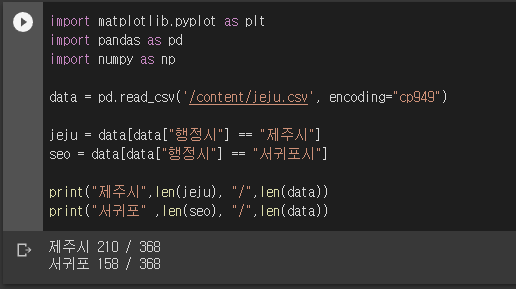 import matplotlib.pyplot as plt
import pandas as pd
import numpy as np
data = pd.read_csv('/content/jeju.csv', encoding="cp949")
jeju = data[data["행정시"] == "제주시"]
seo = data[data["행정시"] == "서귀포시"]
print("제주시",len(jeju), "/",len(data))
print("서귀포" ,len(seo), "/",len(data))
제주시 210 / 368
서귀포 158 / 368